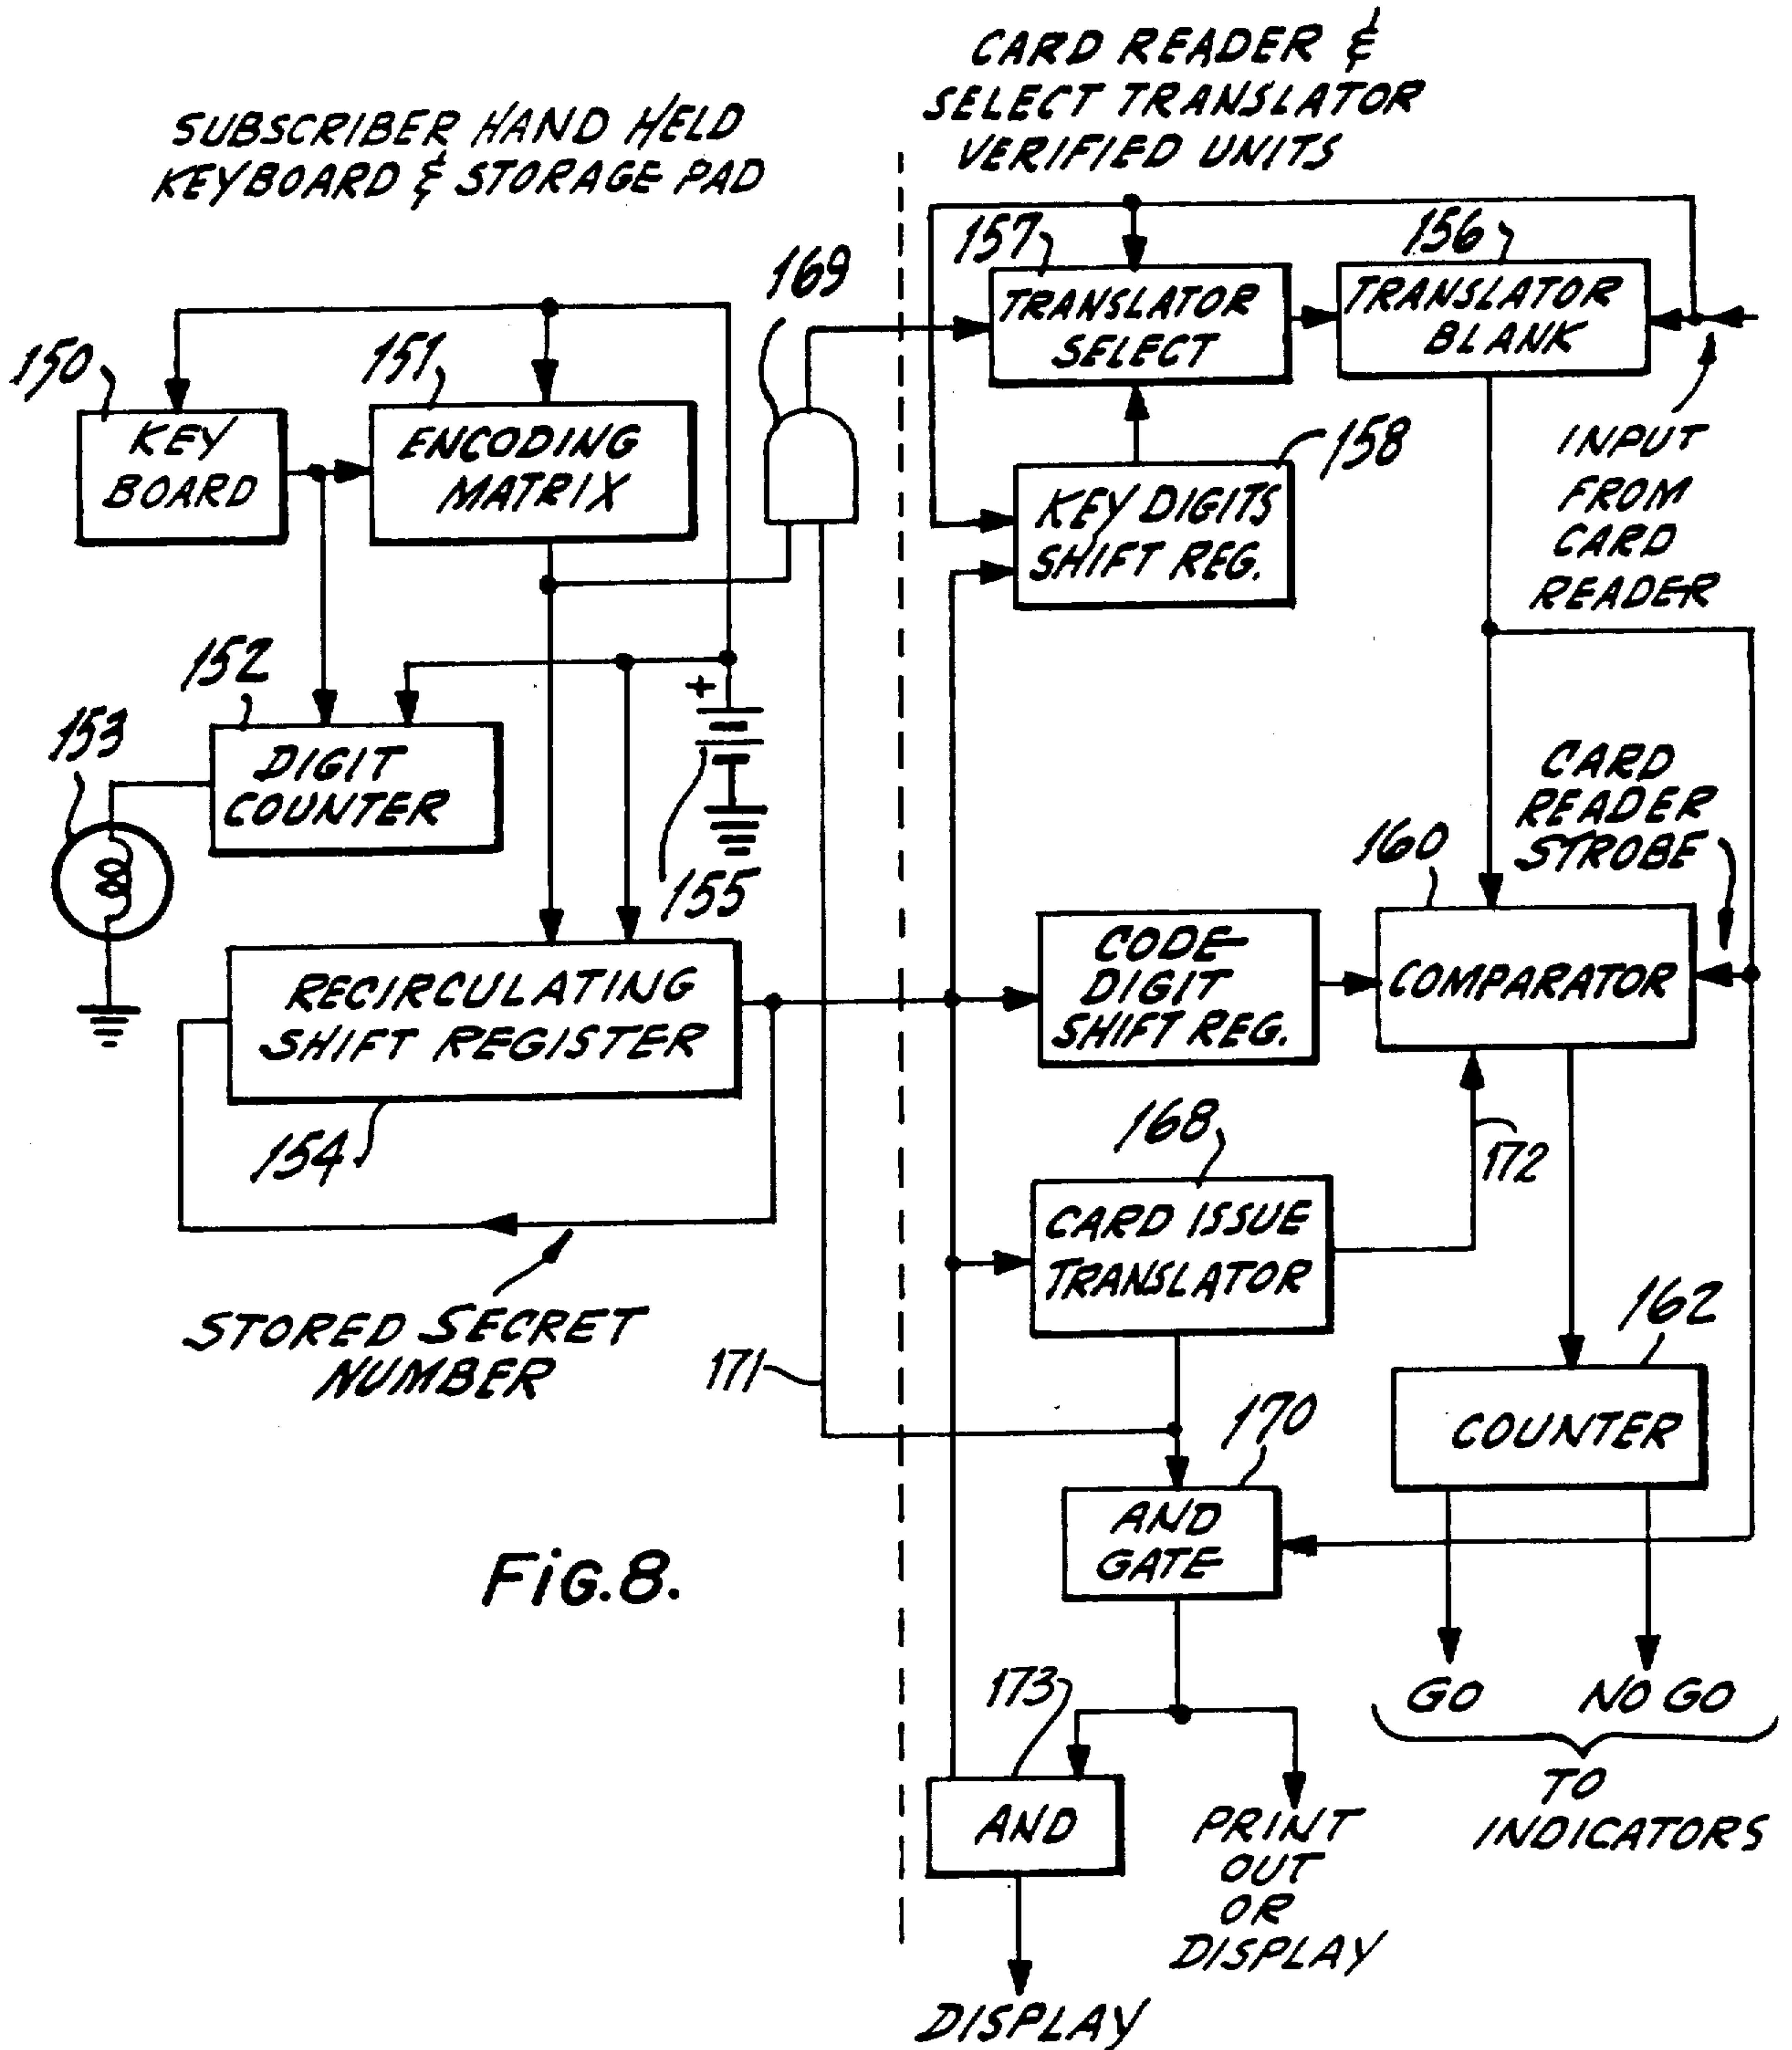 SUBSCRIBER HAND HELD
KEYBOARD & STORAGE PAD
CARD READER &
SELECT TRANSLATOR
VERIFIED UNITS
150
KEY
BOARD
151
ENCODING
MATRIX
169
157
TRANSLATOR
SELECT
156
TRANSLATOR
BLANK
INPUT
FROM
CARD
READER
158
KEY DIGITS
SHIFT REG.
152
DIGIT
COUNTER
153
+
155
RECIRCULATING
SHIFT REGISTER
154
STORED SECRET
NUMBER
CODE
DIGIT
SHIFT REG.
160
COMPARATOR
CARD
READER
STROBE
168
CARD ISSUE
TRANSLATOR
172
171
162
COUNTER
170
AND
GATE
GO
NO GO
TO
INDICATORS
173
AND
PRINT
OUT
OR
DISPLAY
DISPLAY
FIG.8.